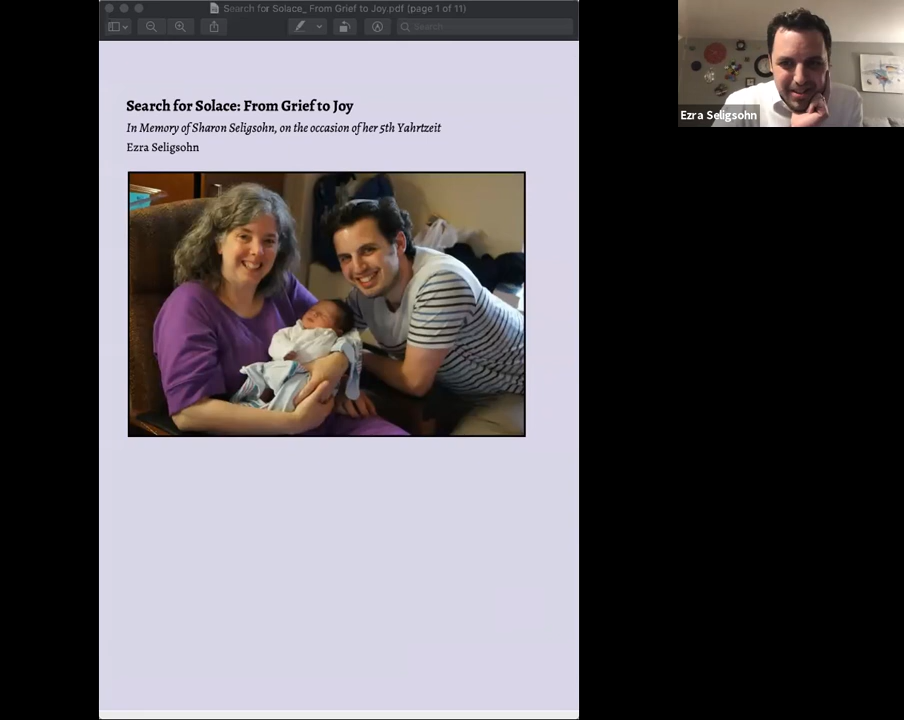 Search for Solace_ From Grief to Joy.pdf (page 1 of 11)
Search
Search for Solace: From Grief to Joy
In Memory of Sharon Seligsohn, on the occasion of her 5th Yahrtzeit
Ezra Seligsohn
Ezra Seligsohn